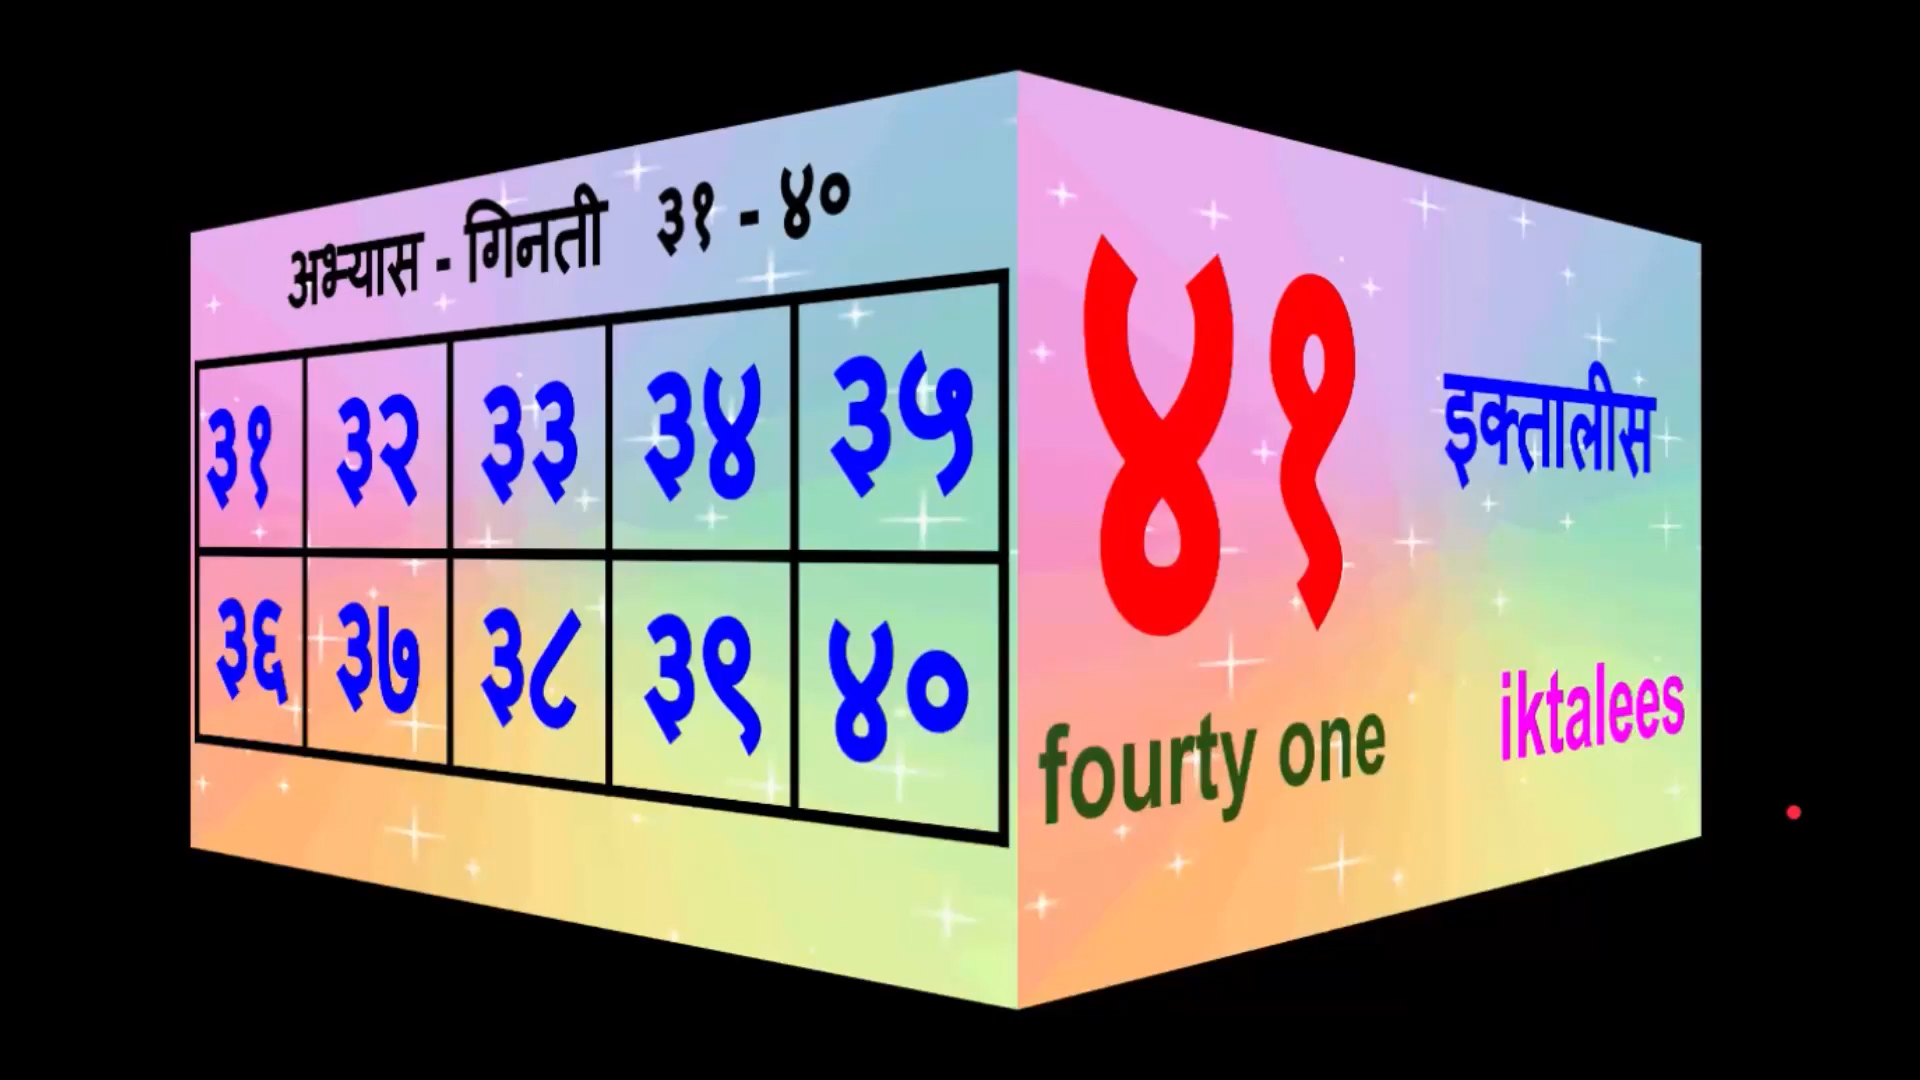 अभ्यास - गिनती ३१ - ४०
३१ ३२ ३३ ३४ ३५
३६ ३७ ३८ ३९ ४०
४१
इक्तालीस
fourty one
iktalees